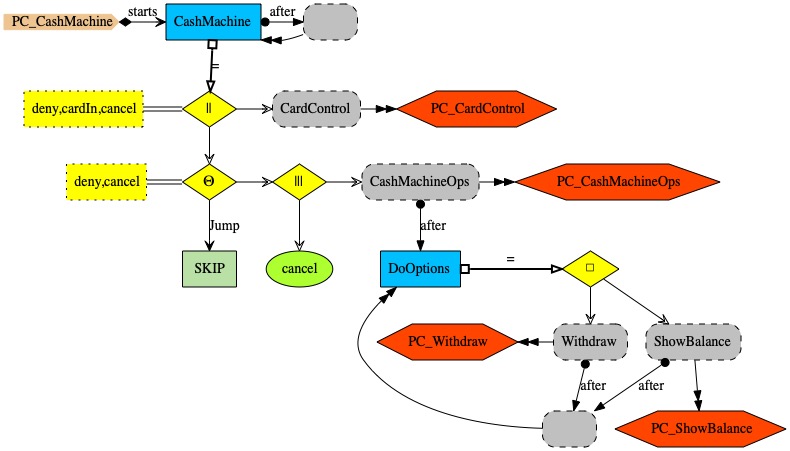 PC_CashMachine
starts
CashMachine
after
=
deny,cardIn,cancel
||
CardControl
PC_CardControl
deny,cancel
Θ
|||
CashMachineOps
PC_CashMachineOps
Jump
after
SKIP
cancel
DoOptions
=
□
PC_Withdraw
Withdraw
ShowBalance
after
after
PC_ShowBalance